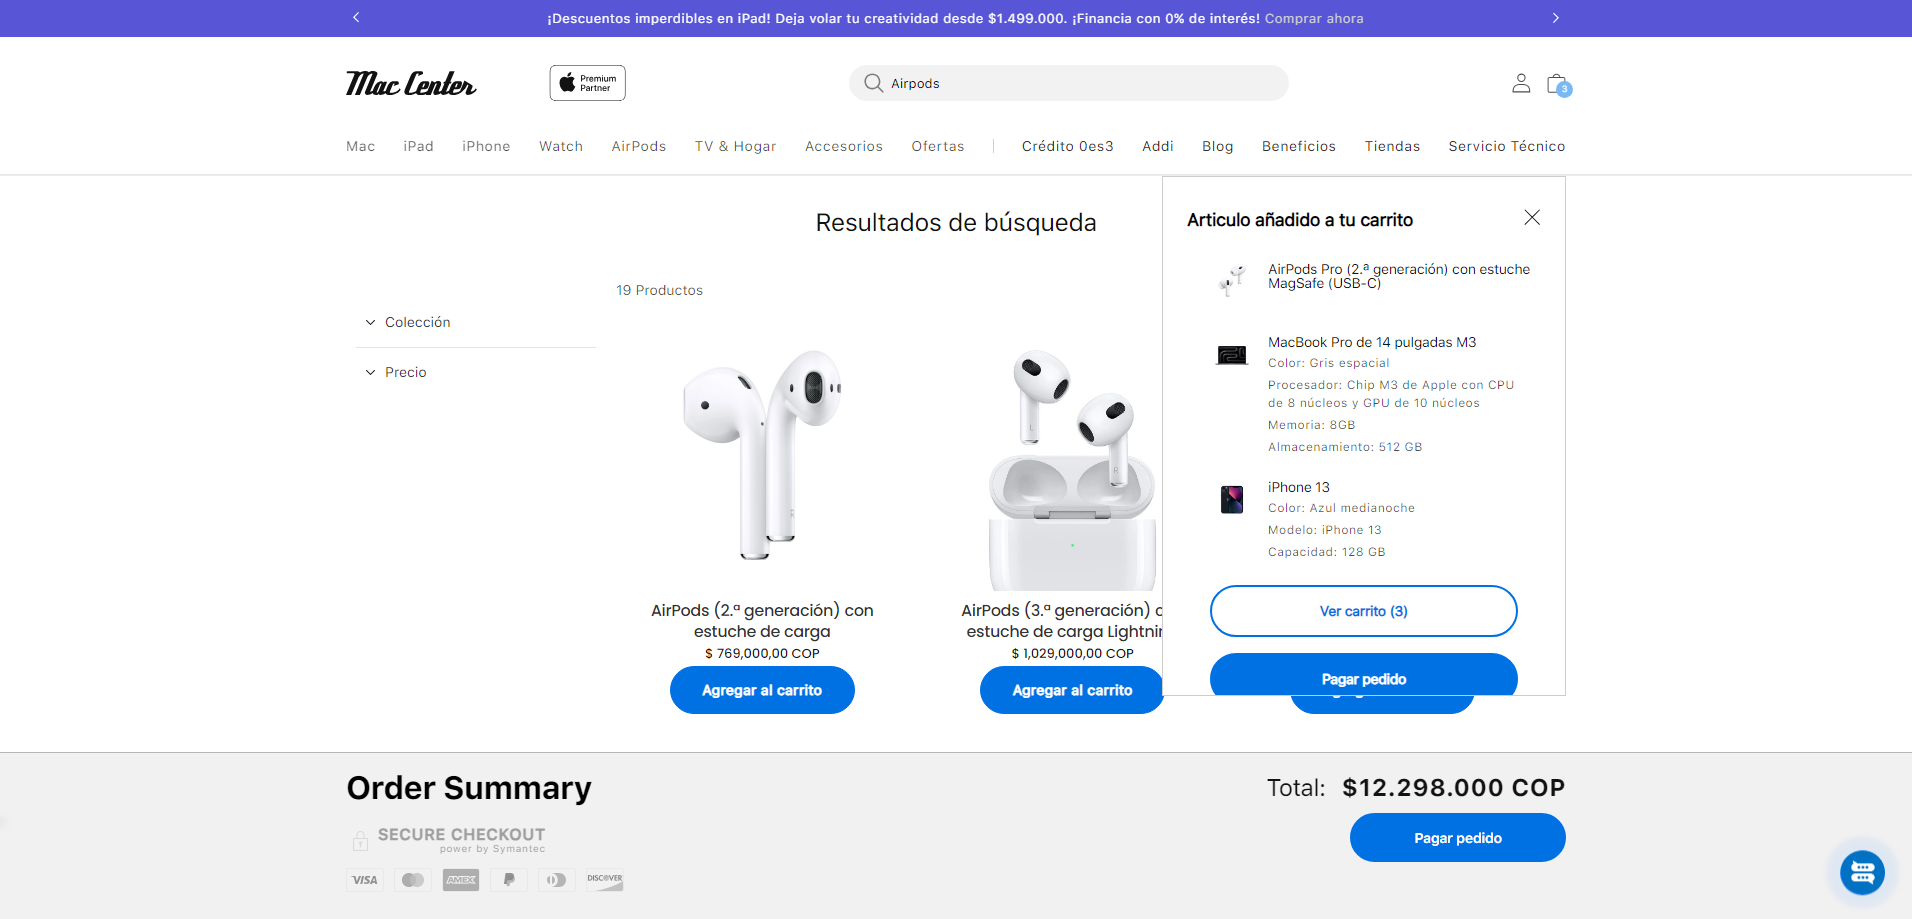 ¡Descuentos imperdibles en iPad! Deja volar tu creatividad desde $1.499.000. ¡Financia con 0% de interés! Comprar ahora
Mac Center
Premium
Partner
Airpods
3
Mac iPad iPhone Watch AirPods TV & Hogar Accesorios Ofertas Crédito 0es3 Addi Blog Beneficios Tiendas Servicio Técnico
Resultados de búsqueda
19 Productos
Colección
Precio
AirPods (2.ª generación) con
estuche de carga
$ 769,000,00 COP
Agregar al carrito
AirPods (3.ª generación)
estuche de carga
$ 1,029,000,00 COP
Agregar al carrito
Articulo añadido a tu carrito
AirPods Pro (2.ª generación) con estuche
MagSafe (USB-C)
MacBook Pro de 14 pulgadas M3
Color: Gris espacial
Procesador: Chip M3 de Apple con CPU
de 8 núcleos y GPU de 10 núcleos
Memoria: 8GB
Almacenamiento: 512 GB
iPhone 13
Color: Azul medianoche
Modelo: iPhone 13
Capacidad: 128 GB
Ver carrito (3)
Pagar pedido
Order Summary
SECURE CHECKOUT
power by Symantec
VISA
AMEX
DISCOVER
Total: $12.298.000 COP
Pagar pedido